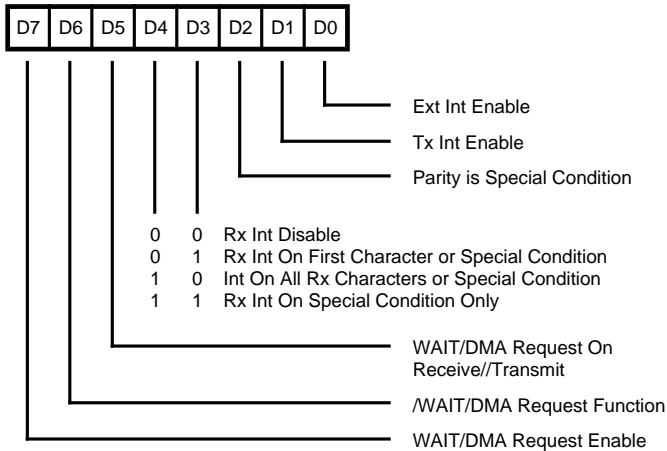 D7 D6 D5 D4 D3 D2 D1 D0
Ext Int Enable
Tx Int Enable
Parity is Special Condition
0 0 Rx Int Disable
0 1 Rx Int On First Character or Special Condition
1 0 Int On All Rx Characters or Special Condition
1 1 Rx Int On Special Condition Only
WAIT/DMA Request On
Receive//Transmit
/WAIT/DMA Request Function
WAIT/DMA Request Enable